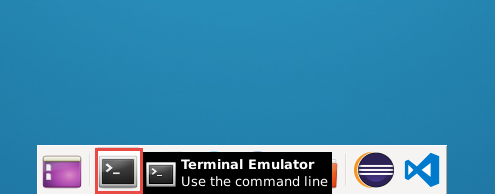 Terminal Emulator
Use the command line